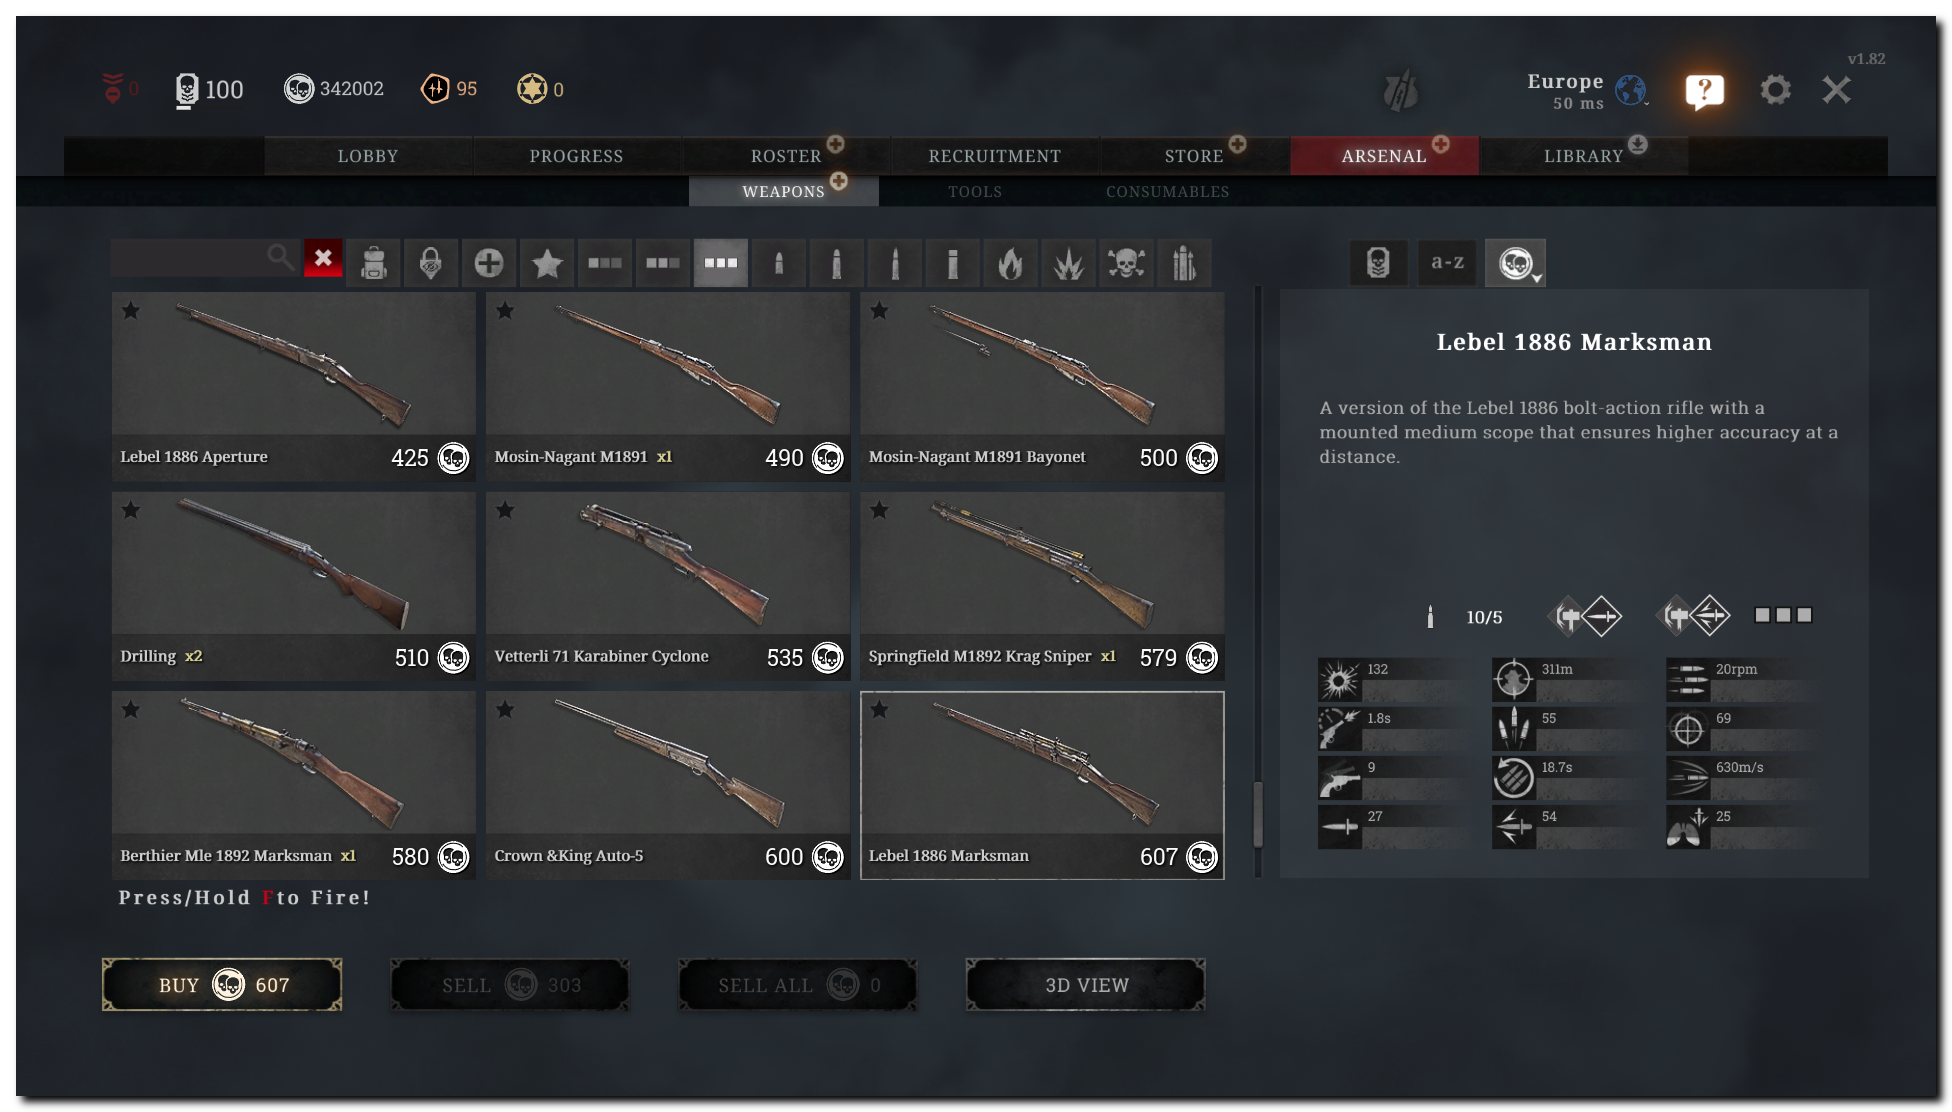 v1.82
0 100 342002 95 0
Europe
50 ms
?
LOBBY PROGRESS ROSTER RECRUITMENT STORE ARSENAL LIBRARY
WEAPONS TOOLS CONSUMABLES
a-z
Lebel 1886 Aperture 425
Mosin-Nagant M1891 x1 490
Mosin-Nagant M1891 Bayonet 500
Drilling x2 510
Vetterli 71 Karabiner Cyclone 535
Springfield M1892 Krag Sniper x1 579
Berthier Mle 1892 Marksman x1 580
Crown &King Auto-5 600
Lebel 1886 Marksman 607
Press/Hold F to Fire!
BUY 607
SELL 303
SELL ALL 0
3D VIEW
Lebel 1886 Marksman
A version of the Lebel 1886 bolt-action rifle with a
mounted medium scope that ensures higher accuracy at a
distance.
10/5
132 311m 20rpm
1.8s 55 69
9 18.7s 630m/s
27 54 25